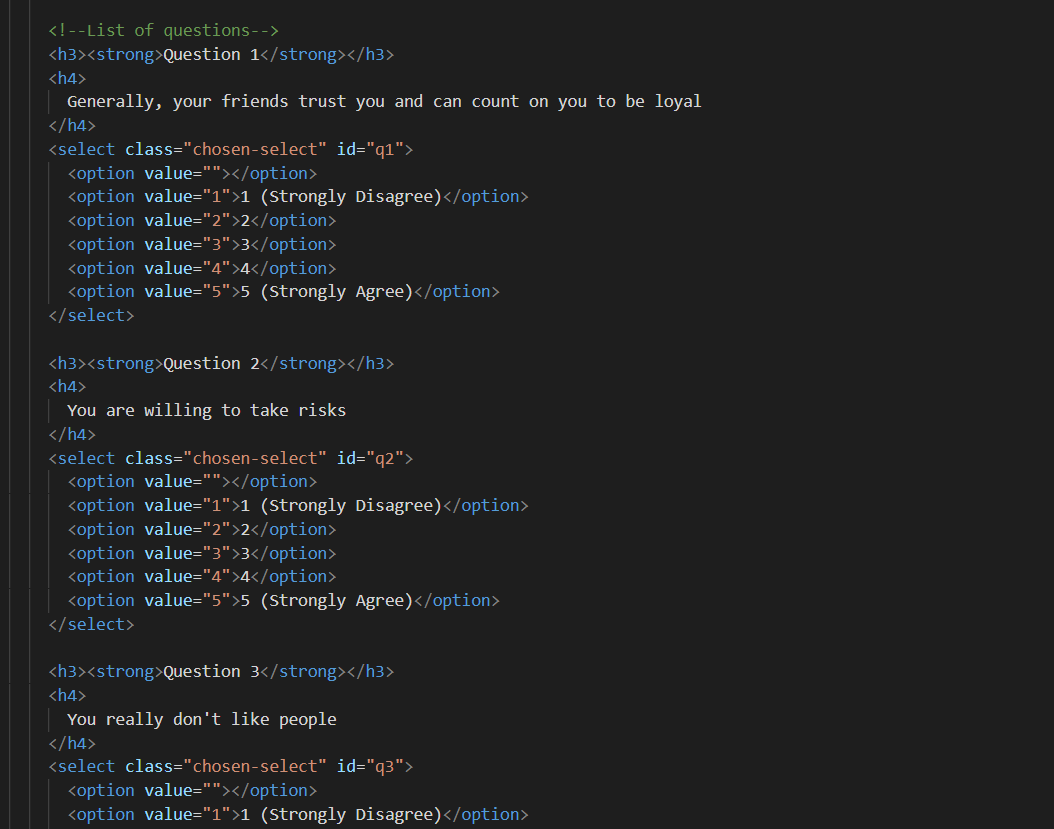 <!--List of questions-->
<h3><strong>Question 1</strong></h3>
<h4>
  Generally, your friends trust you and can count on you to be loyal
</h4>
<select class="chosen-select" id="q1">
  <option value=""></option>
  <option value="1">1 (Strongly Disagree)</option>
  <option value="2">2</option>
  <option value="3">3</option>
  <option value="4">4</option>
  <option value="5">5 (Strongly Agree)</option>
</select>

<h3><strong>Question 2</strong></h3>
<h4>
  You are willing to take risks
</h4>
<select class="chosen-select" id="q2">
  <option value=""></option>
  <option value="1">1 (Strongly Disagree)</option>
  <option value="2">2</option>
  <option value="3">3</option>
  <option value="4">4</option>
  <option value="5">5 (Strongly Agree)</option>
</select>

<h3><strong>Question 3</strong></h3>
<h4>
  You really don't like people
</h4>
<select class="chosen-select" id="q3">
  <option value=""></option>
  <option value="1">1 (Strongly Disagree)</option>